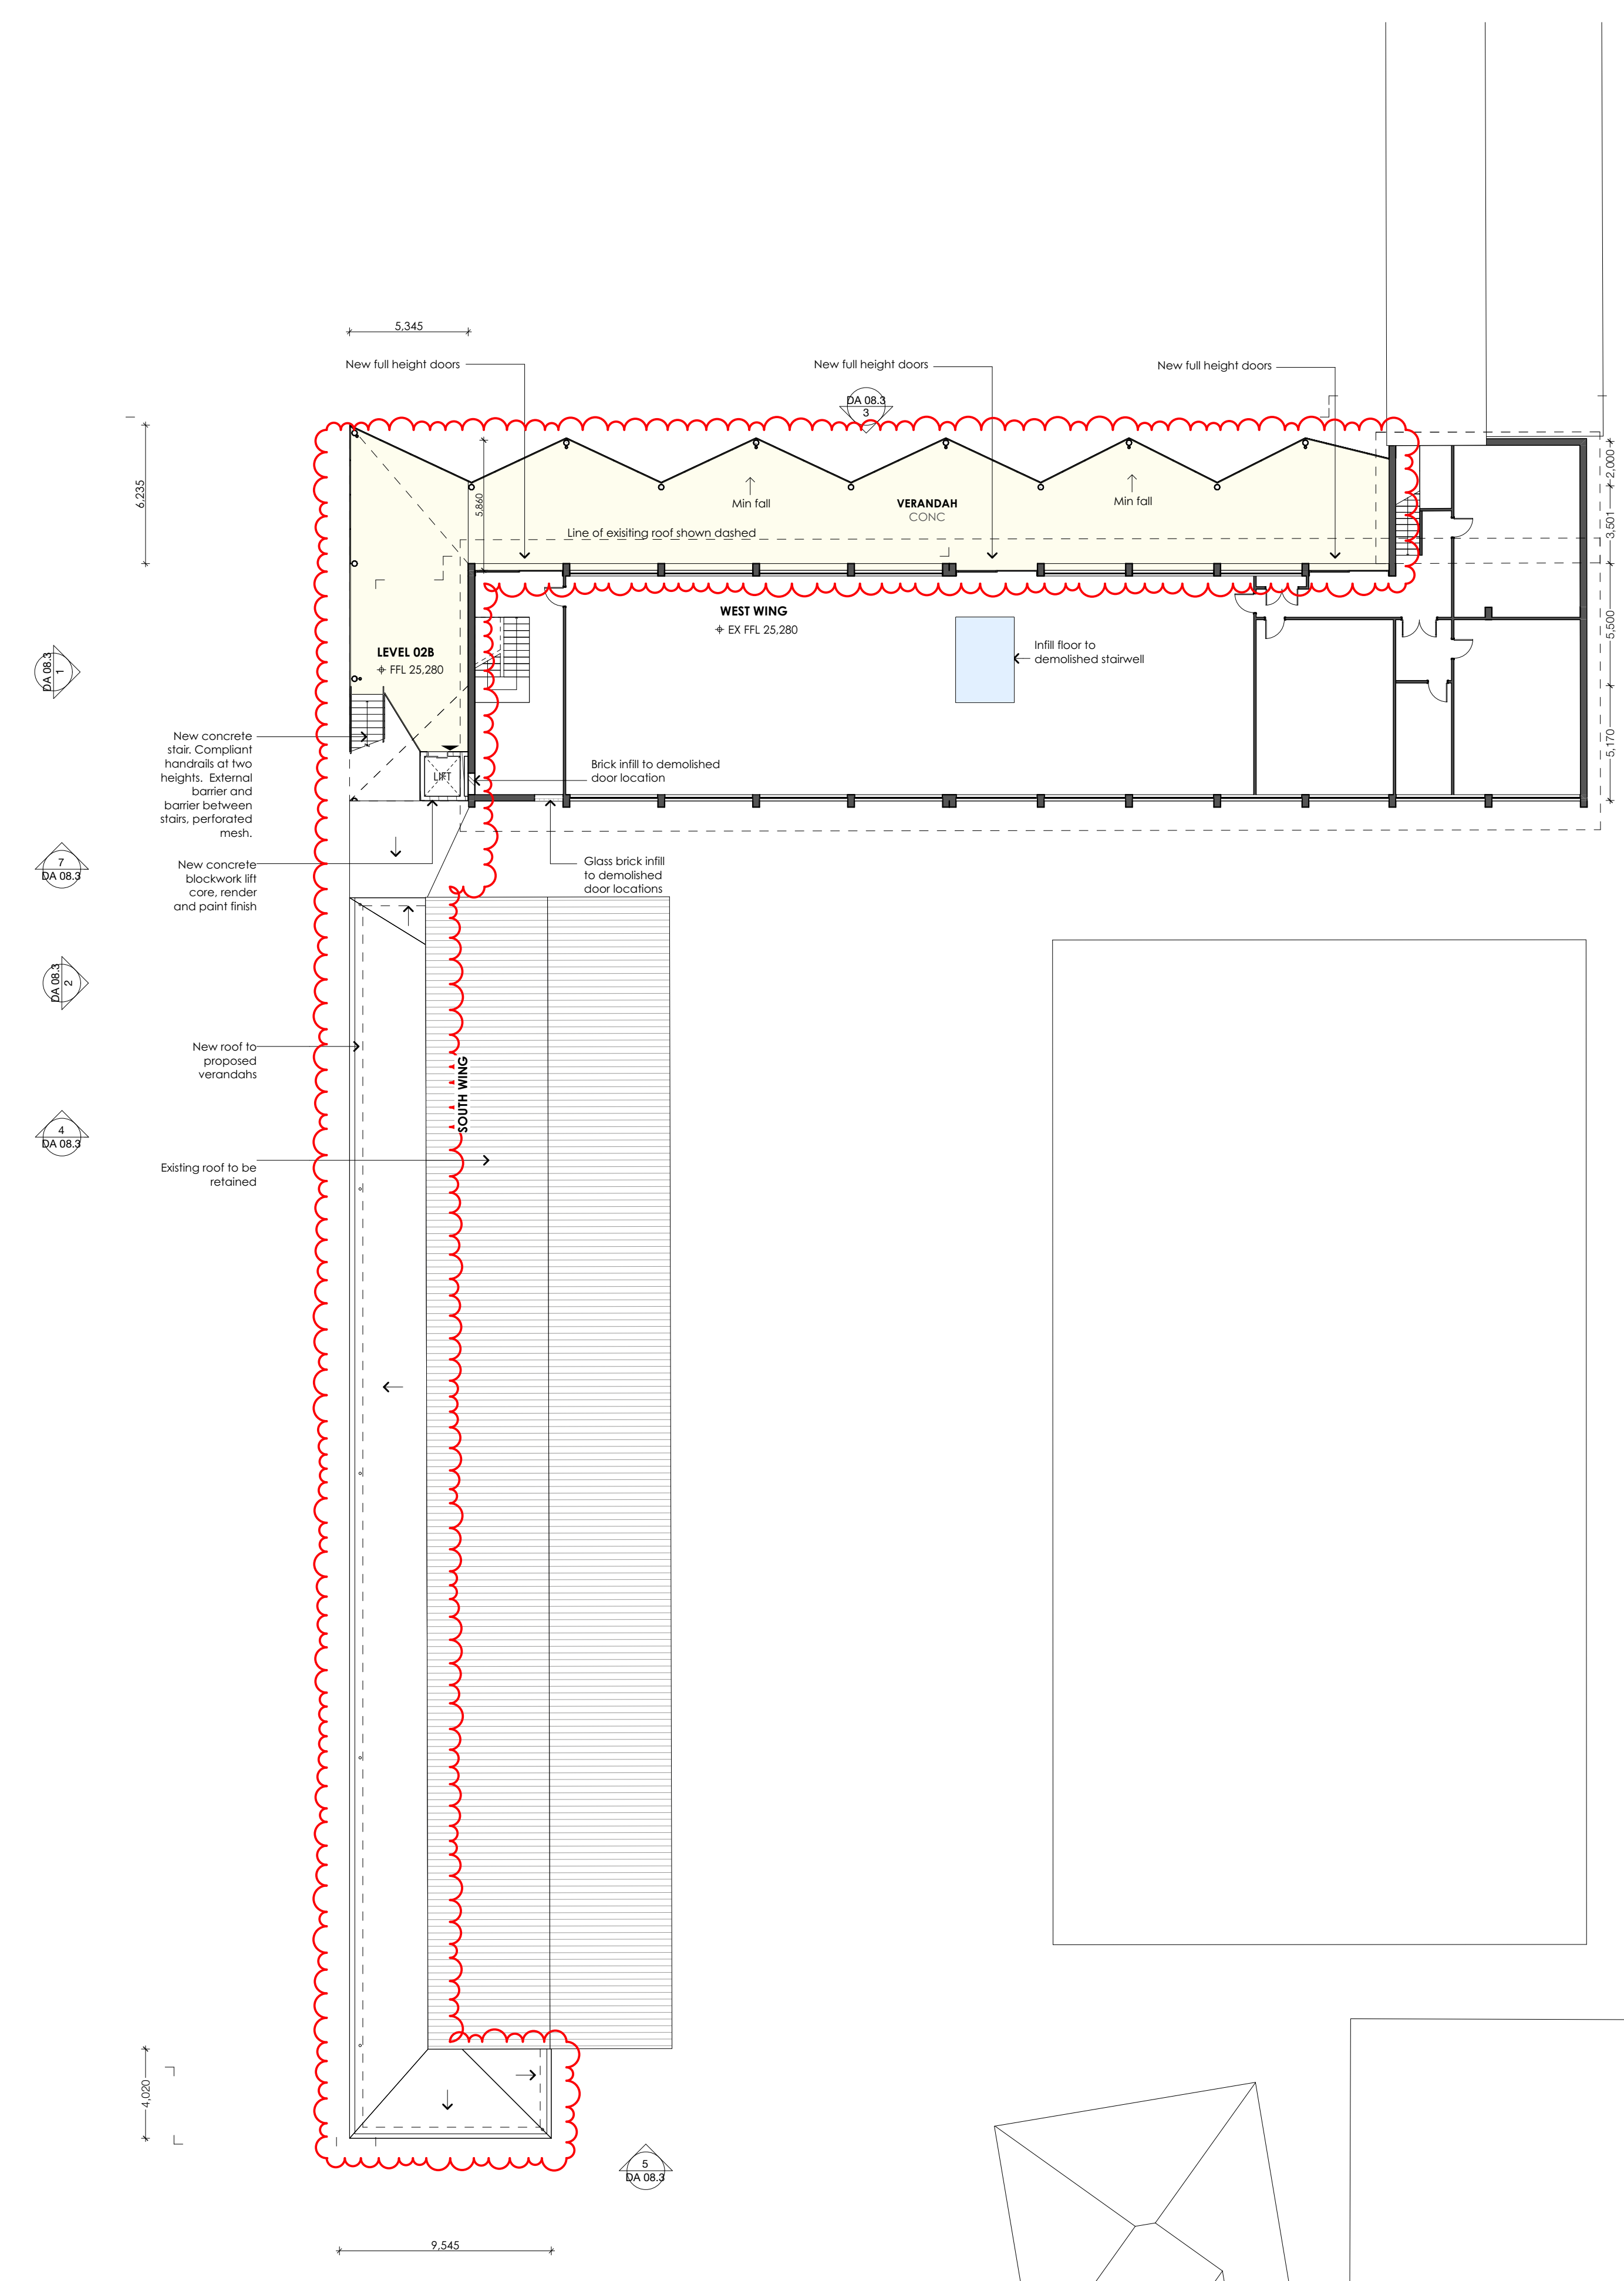 5,345
New full height doors
New full height doors
New full height doors
DA 08.3
3
6,235
5,860
Min fall
VERANDAH
CONC
Min fall
Line of exisiting roof shown dashed
2,000
3,501
5,500
5,170
WEST WING
EX FFL 25,280
LEVEL 02B
FFL 25,280
Infill floor to
demolished stairwell
DA 08.3
1
New concrete
stair. Compliant
handrails at two
heights. External
barrier and
barrier between
stairs, perforated
mesh.
LIFT
Brick infill to demolished
door location
7
DA 08.3
New concrete
blockwork lift
core, render
and paint finish
Glass brick infill
to demolished
door locations
DA 08.3
2
New roof to
proposed
verandahs
SOUTH WING
4
DA 08.3
Existing roof to be
retained
4,020
5
DA 08.3
9,545